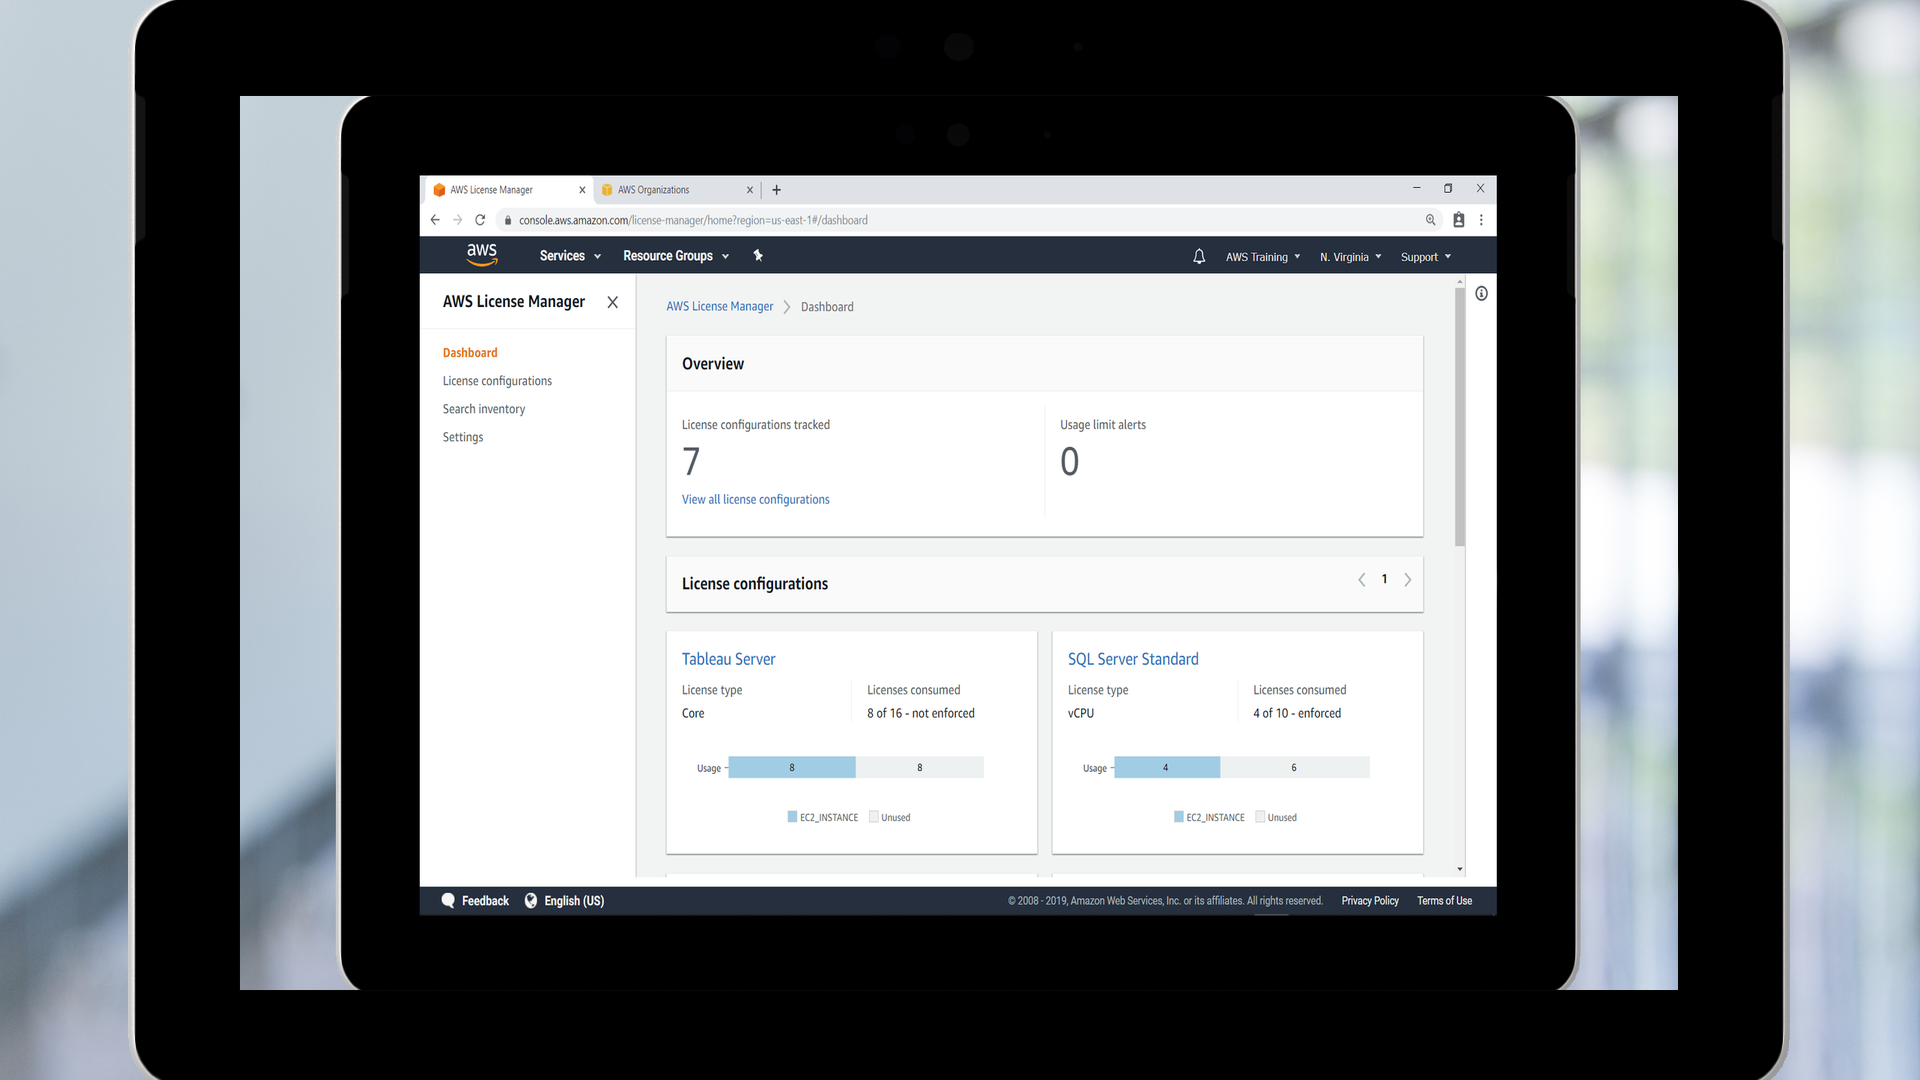 AWS License Manager
AWS Organizations
console.aws.amazon.com/license-manager/home?region=us-east-1#/dashboard
aws Services Resource Groups AWS Training N. Virginia Support
AWS License Manager
Dashboard
License configurations
Search inventory
Settings
AWS License Manager Dashboard
Overview
License configurations tracked
7
View all license configurations
Usage limit alerts
0
License configurations
1
Tableau Server
License type
Core
Licenses consumed
8 of 16 - not enforced
Usage 8 8
EC2_INSTANCE Unused
SQL Server Standard
License type
vCPU
Licenses consumed
4 of 10 - enforced
Usage 4 6
EC2_INSTANCE Unused
Feedback English (US) © 2008 - 2019, Amazon Web Services, Inc. or its affiliates. All rights reserved. Privacy Policy Terms of Use